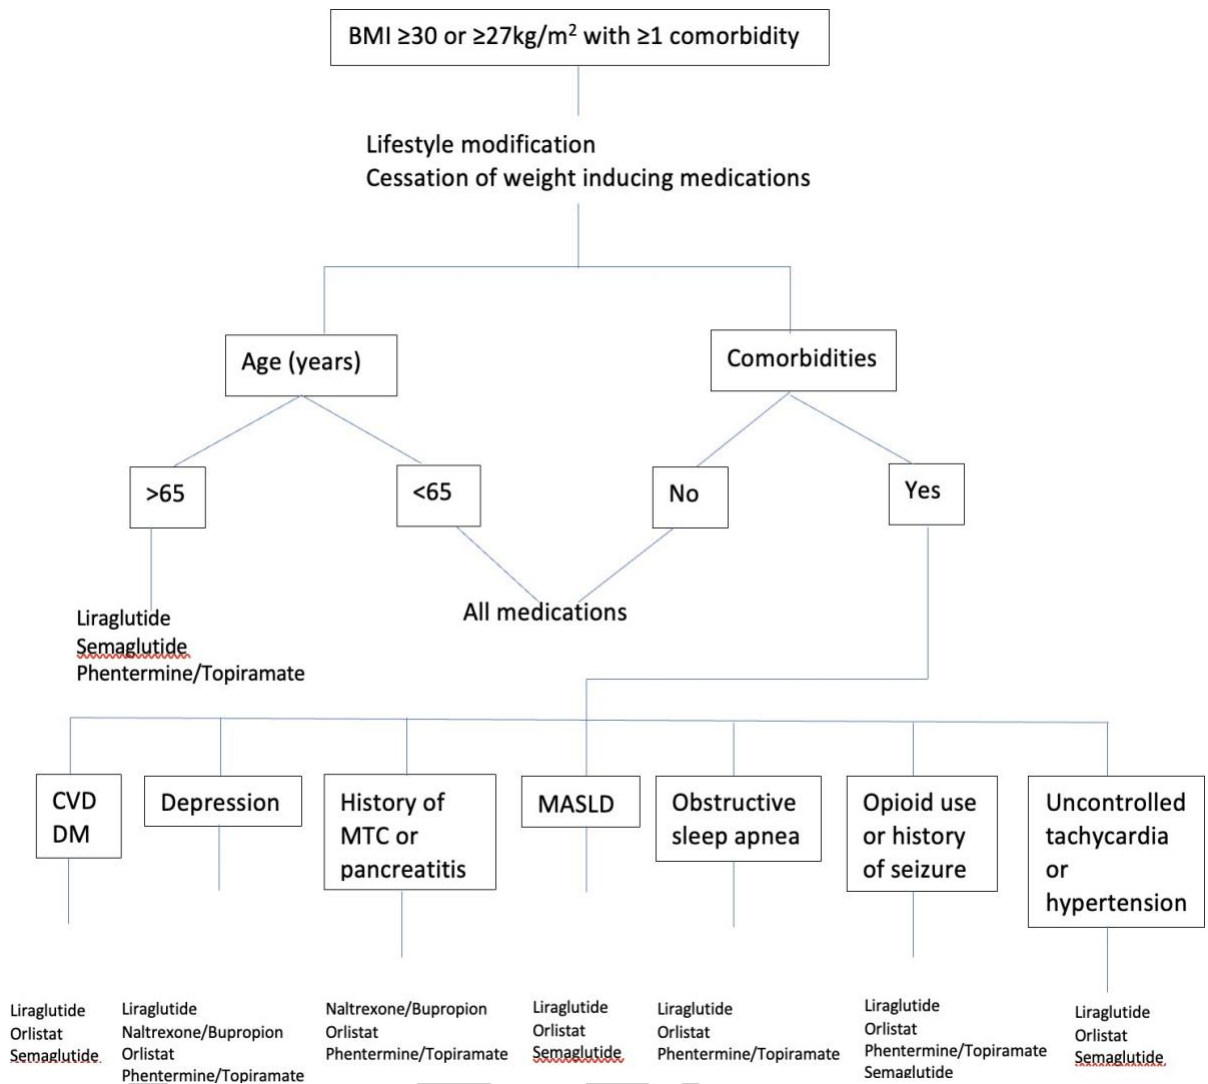 BMI ≥30 or ≥27kg/m² with ≥1 comorbidity
Lifestyle modification
Cessation of weight inducing medications
Age (years)
Comorbidities
>65
<65
No
Yes
All medications
Liraglutide
Semaglutide
Phentermine/Topiramate
CVD
DM
Depression
History of
MTC or
pancreatitis
MASLD
Obstructive
sleep apnea
Opioid use
or history
of seizure
Uncontrolled
tachycardia
or
hypertension
Liraglutide
Orlistat
Semaglutide
Liraglutide
Naltrexone/Bupropion
Orlistat
Phentermine/Topiramate
Naltrexone/Bupropion
Orlistat
Phentermine/Topiramate
Liraglutide
Orlistat
Semaglutide
Liraglutide
Orlistat
Phentermine/Topiramate
Liraglutide
Orlistat
Phentermine/Topiramate
Semaglutide
Liraglutide
Orlistat
Semaglutide